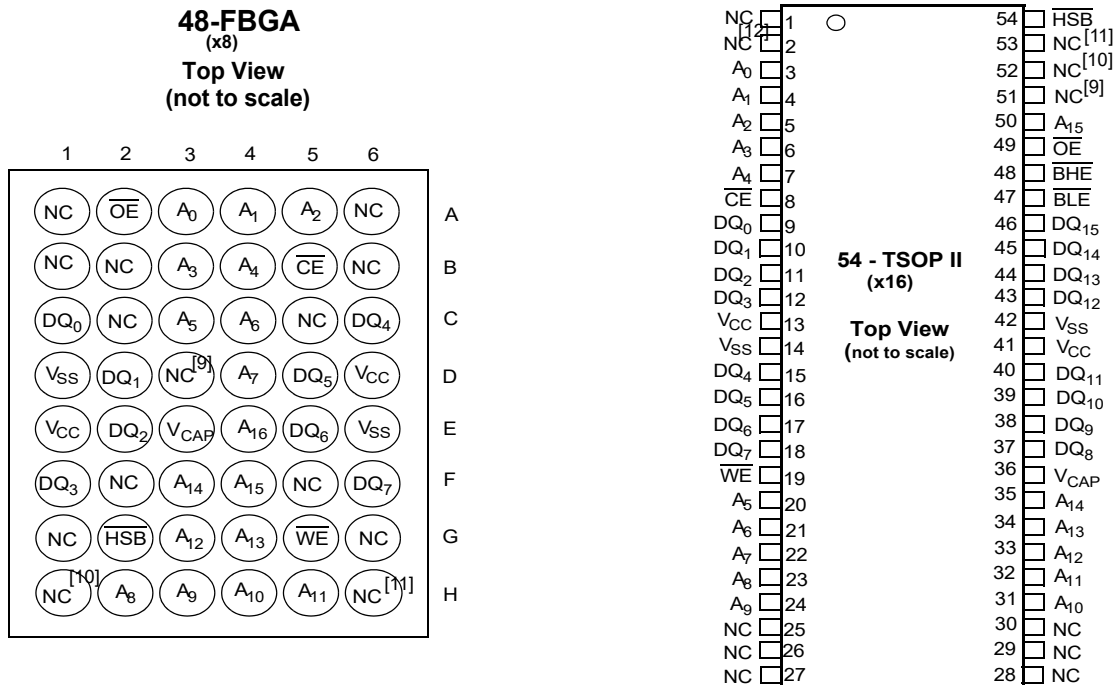 48-FBGA
(x8)
Top View
(not to scale)
1 2 3 4 5 6
NC OE A0 A1 A2 NC A
NC NC A3 A4 CE NC B
DQ0 NC A5 A6 NC DQ4 C
VSS DQ1 NC[9] A7 DQ5 VCC D
VCC DQ2 VCAP A16 DQ6 VSS E
DQ3 NC A14 A15 NC DQ7 F
NC HSB A12 A13 WE NC G
NC[10] A8 A9 A10 A11 NC[11] H
54 - TSOP II
(x16)
Top View
(not to scale)
NC 1
[12]
NC 2
A0 3
A1 4
A2 5
A3 6
A4 7
CE 8
DQ0 9
DQ1 10
DQ2 11
DQ3 12
VCC 13
VSS 14
DQ4 15
DQ5 16
DQ6 17
DQ7 18
WE 19
A5 20
A6 21
A7 22
A8 23
A9 24
NC 25
NC 26
NC 27
54 HSB
53 NC[11]
52 NC[10]
51 NC[9]
50 A15
49 OE
48 BHE
47 BLE
46 DQ15
45 DQ14
44 DQ13
43 DQ12
42 VSS
41 VCC
40 DQ11
39 DQ10
38 DQ9
37 DQ8
36 VCAP
35 A14
34 A13
33 A12
32 A11
31 A10
30 NC
29 NC
28 NC